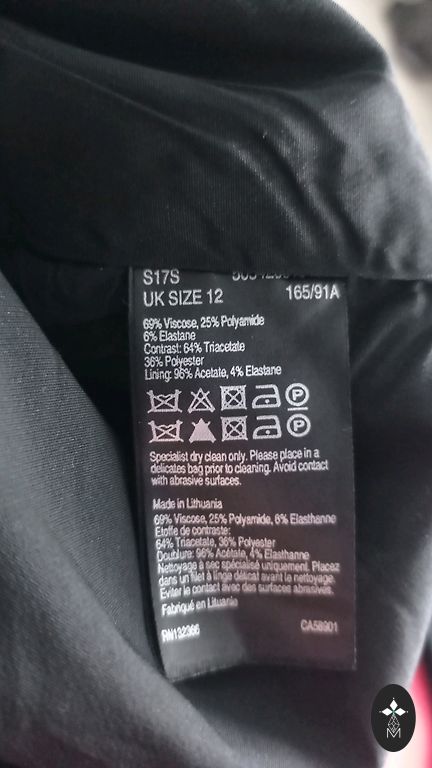 S17S
UK SIZE 12 165/91A
69% Viscose, 25% Polyamide
6% Elastane
Contrast: 64% Triacetate
36% Polyester
Lining: 96% Acetate, 4% Elastane
P
P
Specialist dry clean only. Please place in a
delicates bag prior to cleaning. Avoid contact
with abrasive surfaces.
Made in Lithuania
69% Viscose, 25% Polyamide, 6% Elasthanne
Etoffe de contraste:
64% Triacetate, 36% Polyester
Doublure: 96% Acétate, 4% Elasthanne
Nettoyage à sec spécialisé uniquement. Placez
dans un filet à linge délicat avant le nettoyage.
Eviter le contact avec des surfaces abrasives.
Fabriqué en Lituanie
RN132366 CA58901
M